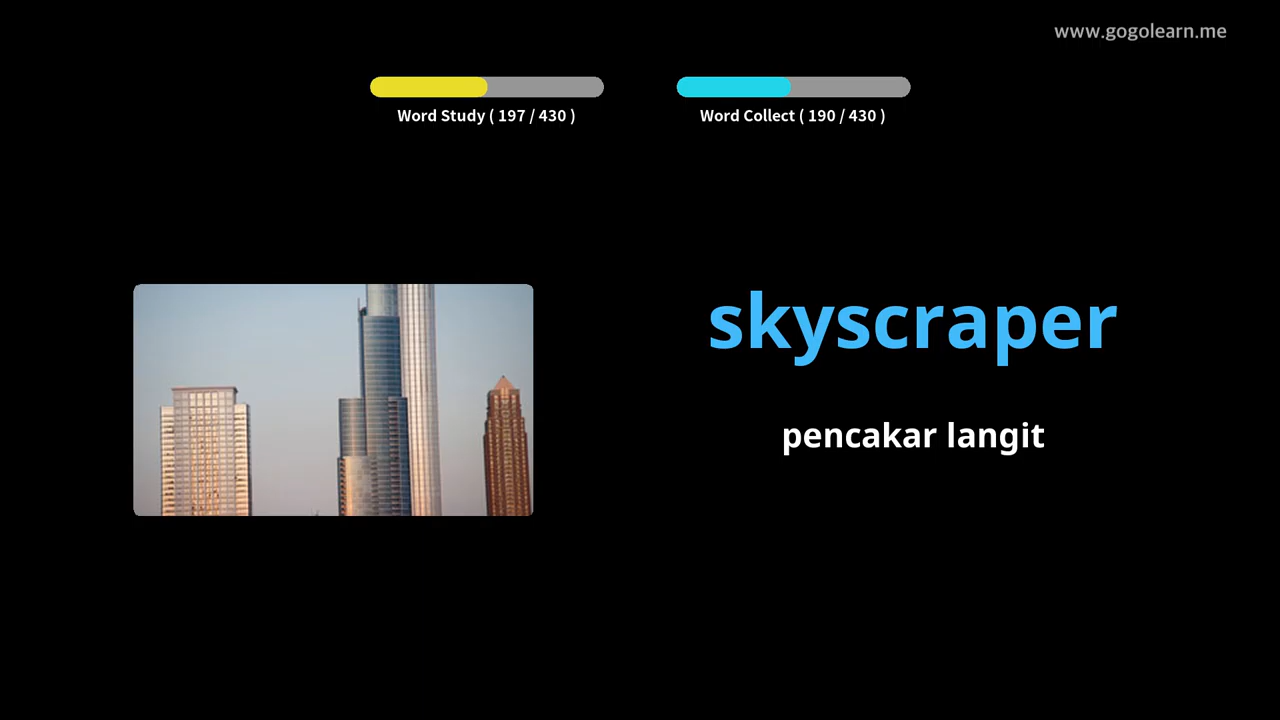 www.gogolearn.me
Word Study ( 197 / 430 )
Word Collect ( 190 / 430 )
skyscraper
pencakar langit